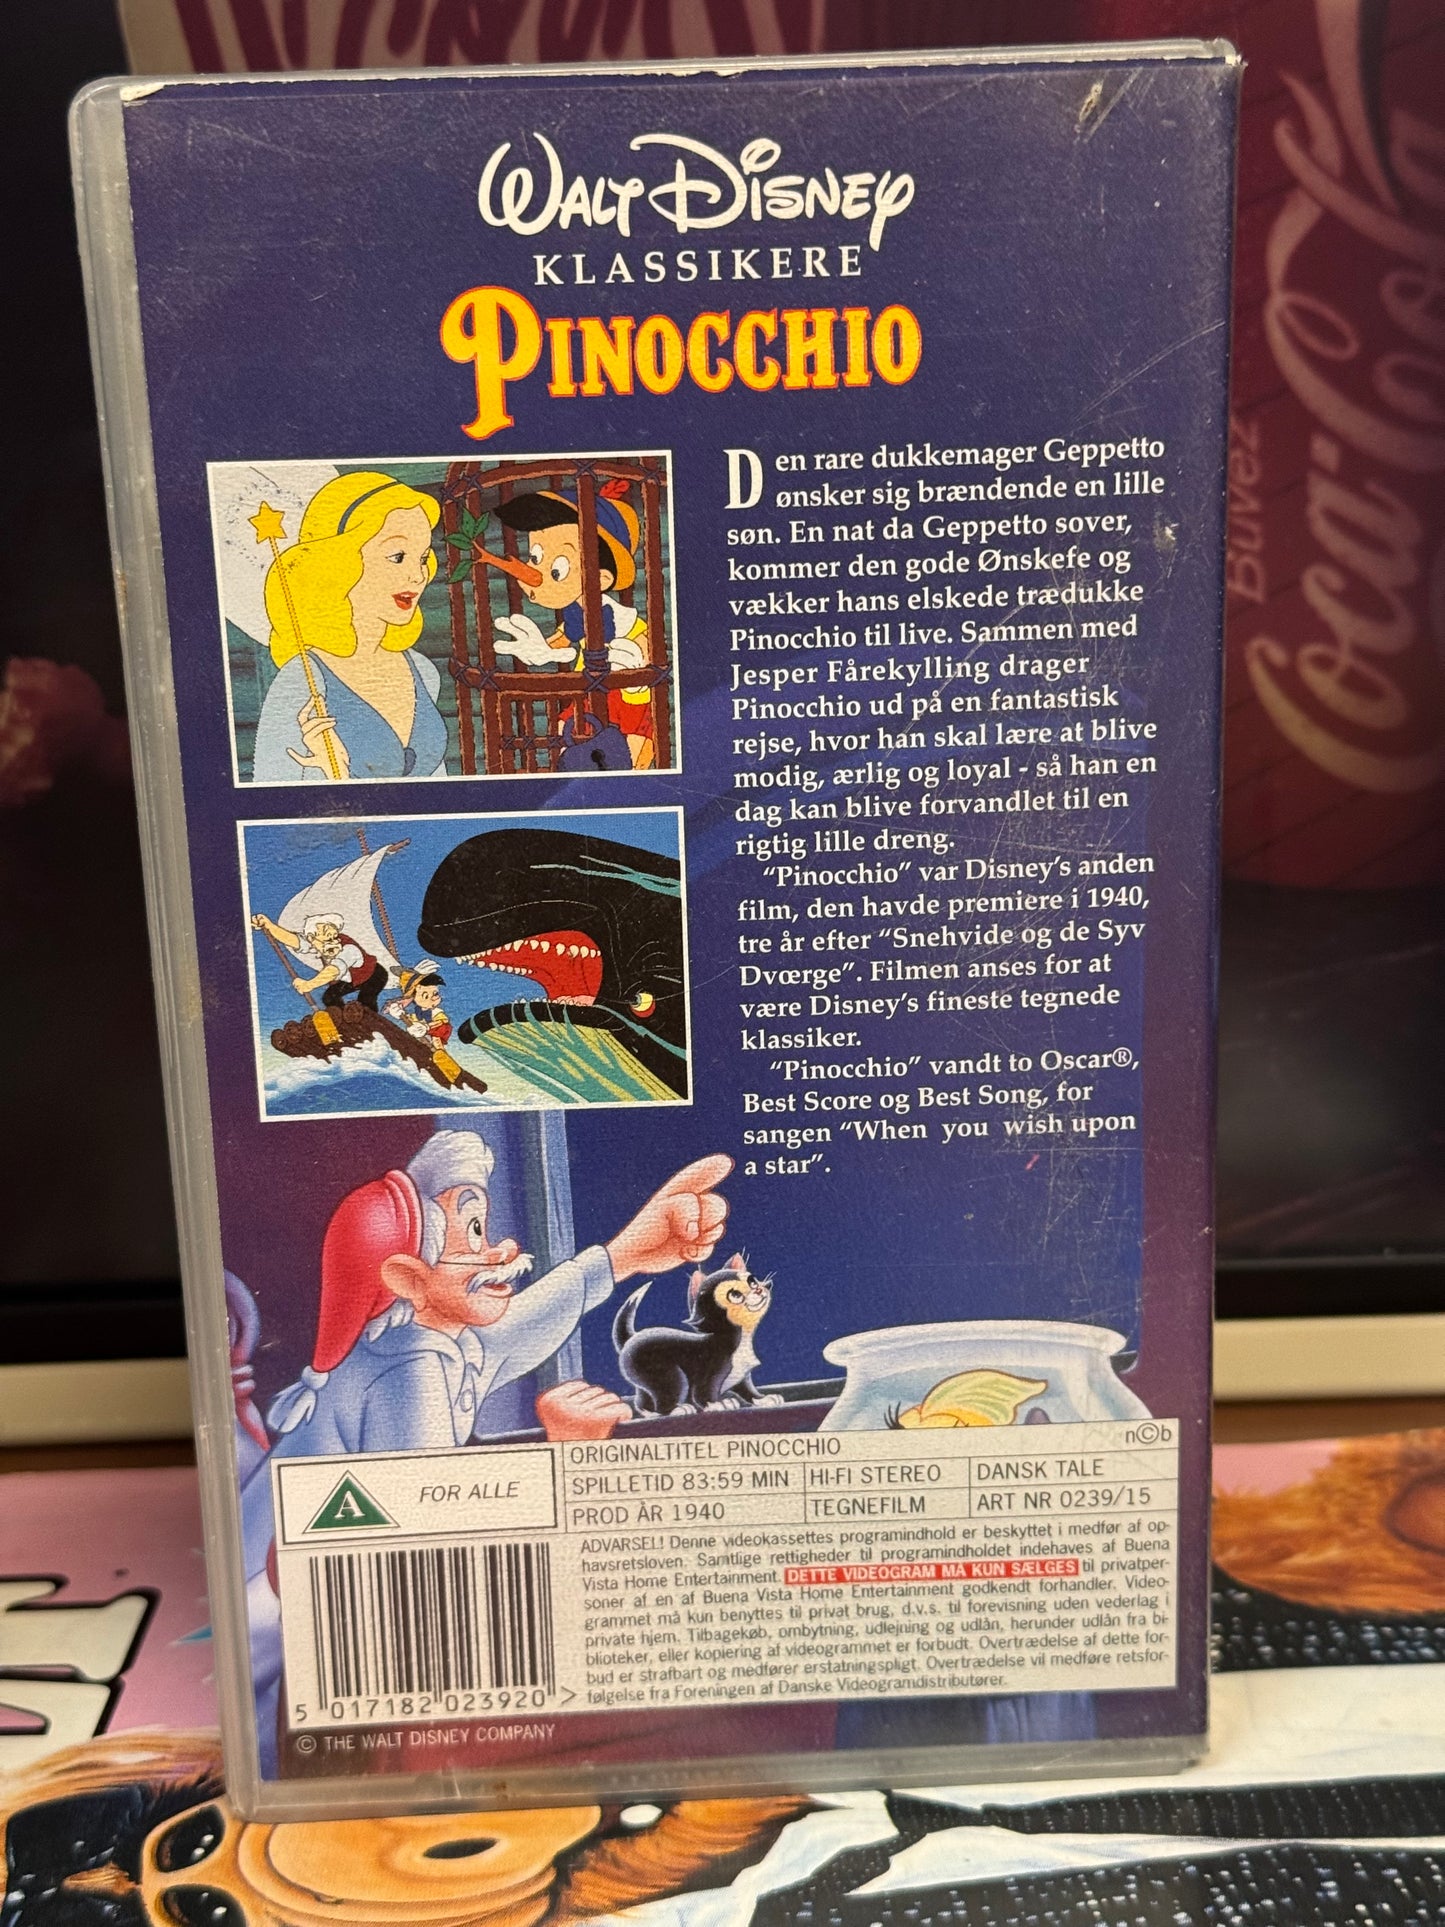 WALT DISNEY
KLASSIKERE
PINOCCHIO
Den rare dukkemager Geppetto
ønsker sig brændende en lille
søn. En nat da Geppetto sover,
kommer den gode Ønskefe og
vækker hans elskede trædukke
Pinocchio til live. Sammen med
Jesper Fårekylling drager
Pinocchio ud på en fantastisk
rejse, hvor han skal lære at blive
modig, ærlig og loyal - så han en
dag kan blive forvandlet til en
rigtig lille dreng.
"Pinocchio" var Disney's anden
film, den havde premiere i 1940,
tre år efter "Snehvide og de Syv
Dværge". Filmen anses for at
være Disney's fineste tegnede
klassiker.
"Pinocchio" vandt to Oscar®,
Best Score og Best Song, for
sangen "When you wish upon
a star".
A FOR ALLE
ORIGINALTITEL PINOCCHIO n©b
SPILLETID 83:59 MIN HI-FI STEREO DANSK TALE
PROD ÅR 1940 TEGNEFILM ART NR 0239/15
ADVARSEL! Denne videokassettes programindhold er beskyttet i medfør af op-
havsretsloven. Samtlige rettigheder til programindholdet indehaves af Buena
Vista Home Entertainment. DETTE VIDEOGRAM MÅ KUN SÆLGES til privatper-
soner af en af Buena Vista Home Entertainment godkendt forhandler. Video-
grammet må kun benyttes til privat brug, d.v.s. til forevisning uden vederlag i
private hjem. Tilbagekøb, ombytning, udlejning og udlån, herunder udlån fra bi-
blioteker, eller kopiering af videogrammet er forbudt. Overtrædelse af dette for-
bud er strafbart og medfører erstatningspligt. Overtrædelse vil medføre retsfor-
følgelse fra Foreningen af Danske Videogramdistributører.
5 017182 023920 >
© THE WALT DISNEY COMPANY
Buvez
Coca-Cola